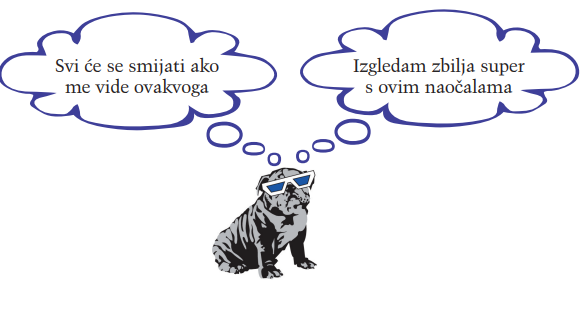 Svi će se smijati ako
me vide ovakvoga
Izgledam zbilja super
s ovim naočalama